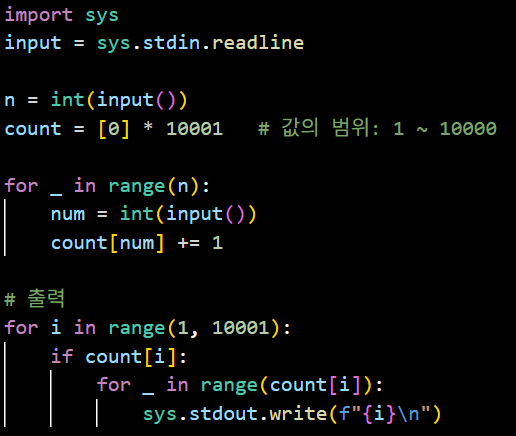 import sys
input = sys.stdin.readline
n = int(input())
count = [0] * 10001   # 값의 범위: 1 ~ 10000
for _ in range(n):
    num = int(input())
    count[num] += 1
# 출력
for i in range(1, 10001):
    if count[i]:
        for _ in range(count[i]):
            sys.stdout.write(f"{i}\n")